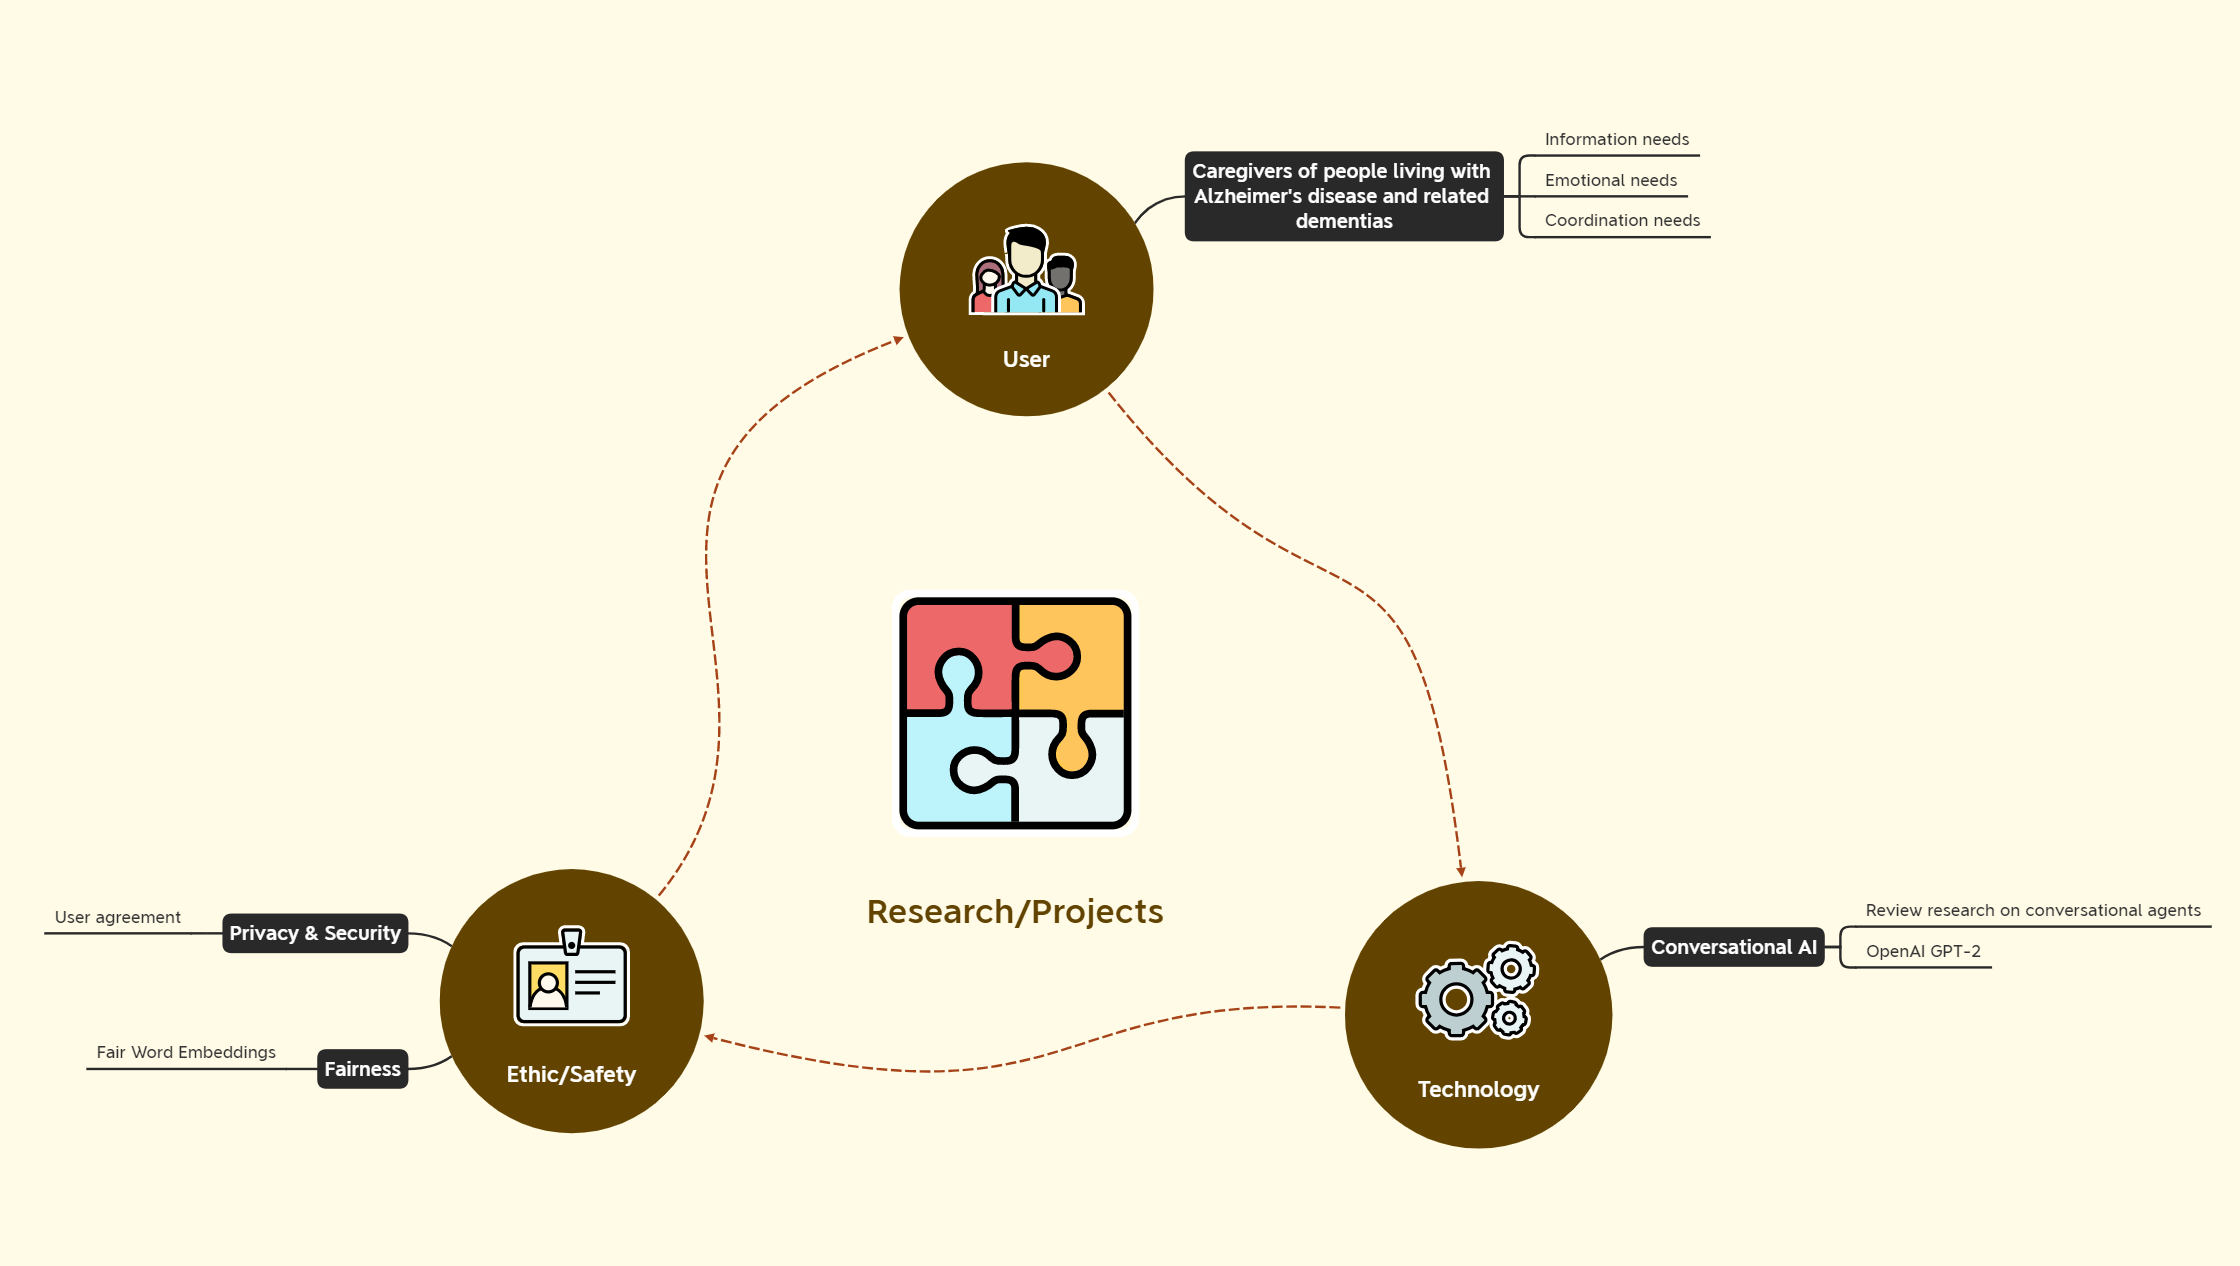 Information needs
Emotional needs
Coordination needs
Caregivers of people living with
Alzheimer's disease and related
dementias
User
Research/Projects
User agreement
Privacy & Security
Fair Word Embeddings
Fairness
Ethic/Safety
Review research on conversational agents
OpenAI GPT-2
Conversational AI
Technology